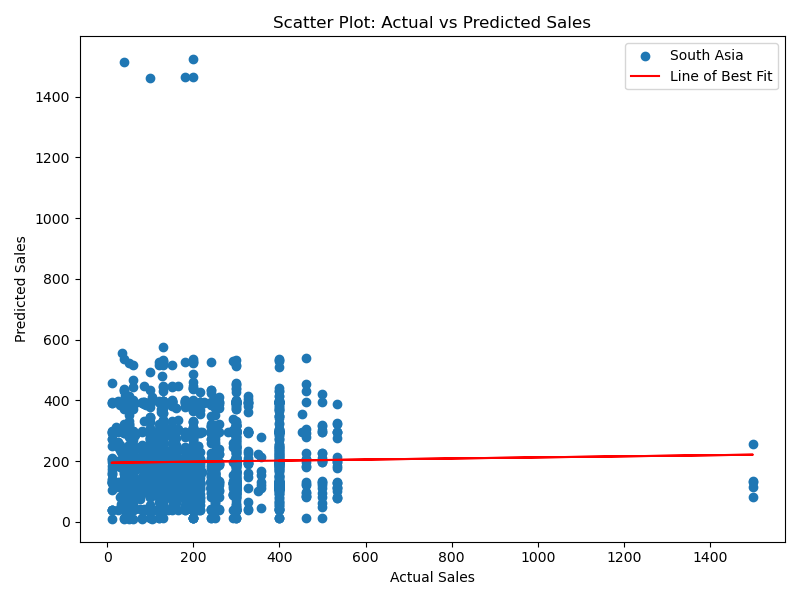 Scatter Plot: Actual vs Predicted Sales
South Asia
Line of Best Fit
1400
1200
1000
800
600
400
200
0
Predicted Sales
0 200 400 600 800 1000 1200 1400
Actual Sales